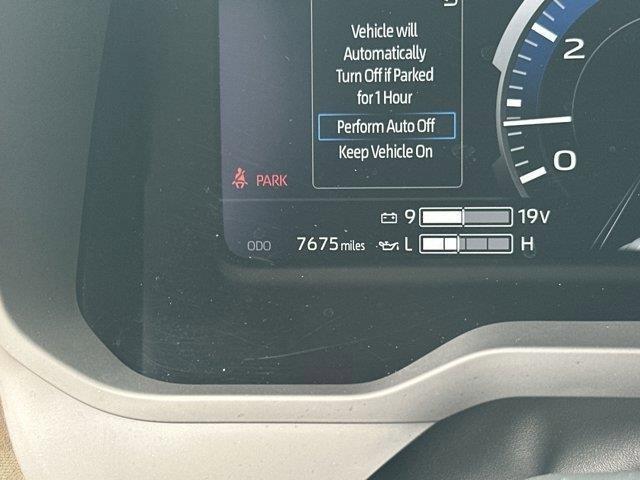 Vehicle will
Automatically
Turn Off if Parked
for 1 Hour
Perform Auto Off
Keep Vehicle On
2
0
PARK
9 19V
ODO 7675 miles L H